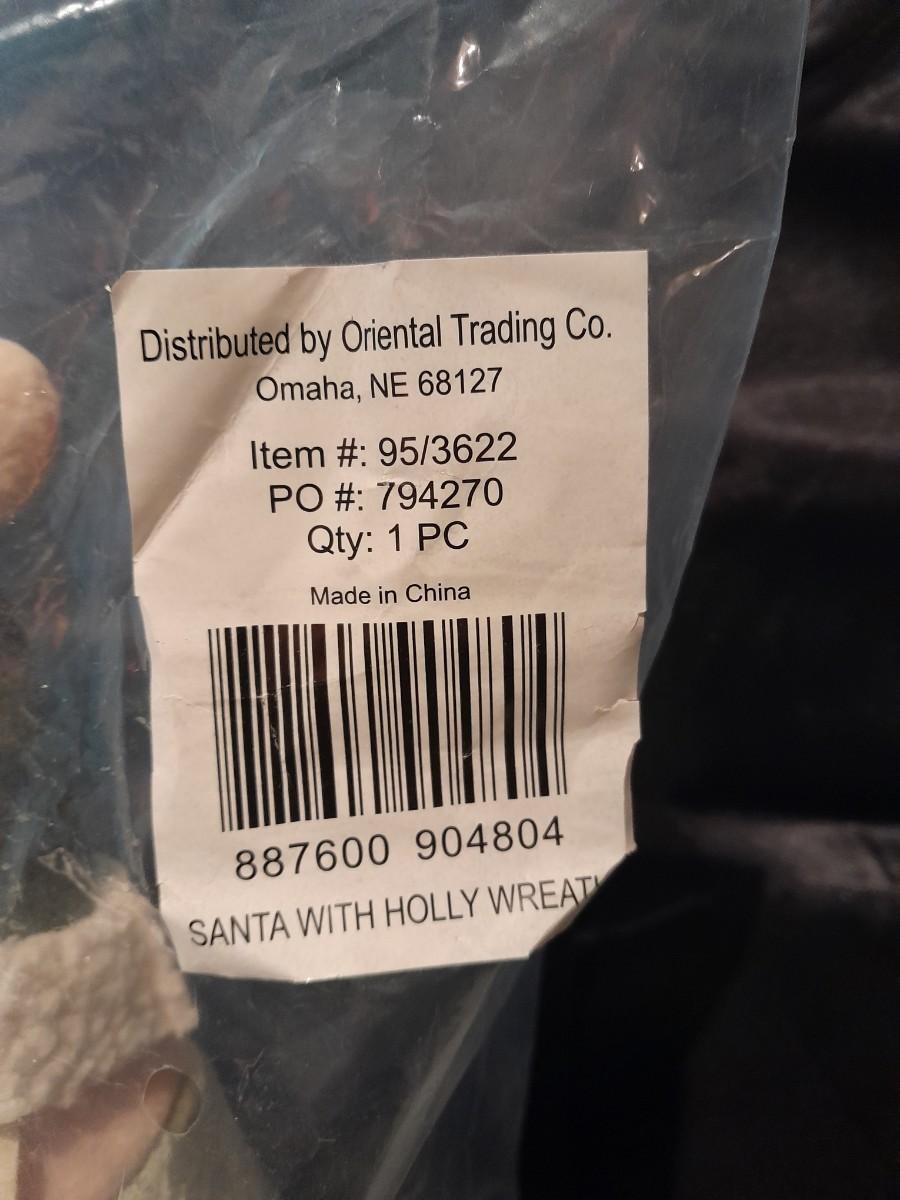 Distributed by Oriental Trading Co.
Omaha, NE 68127
Item #: 95/3622
PO #: 794270
Qty: 1 PC
Made in China
887600 904804
SANTA WITH HOLLY WREATH